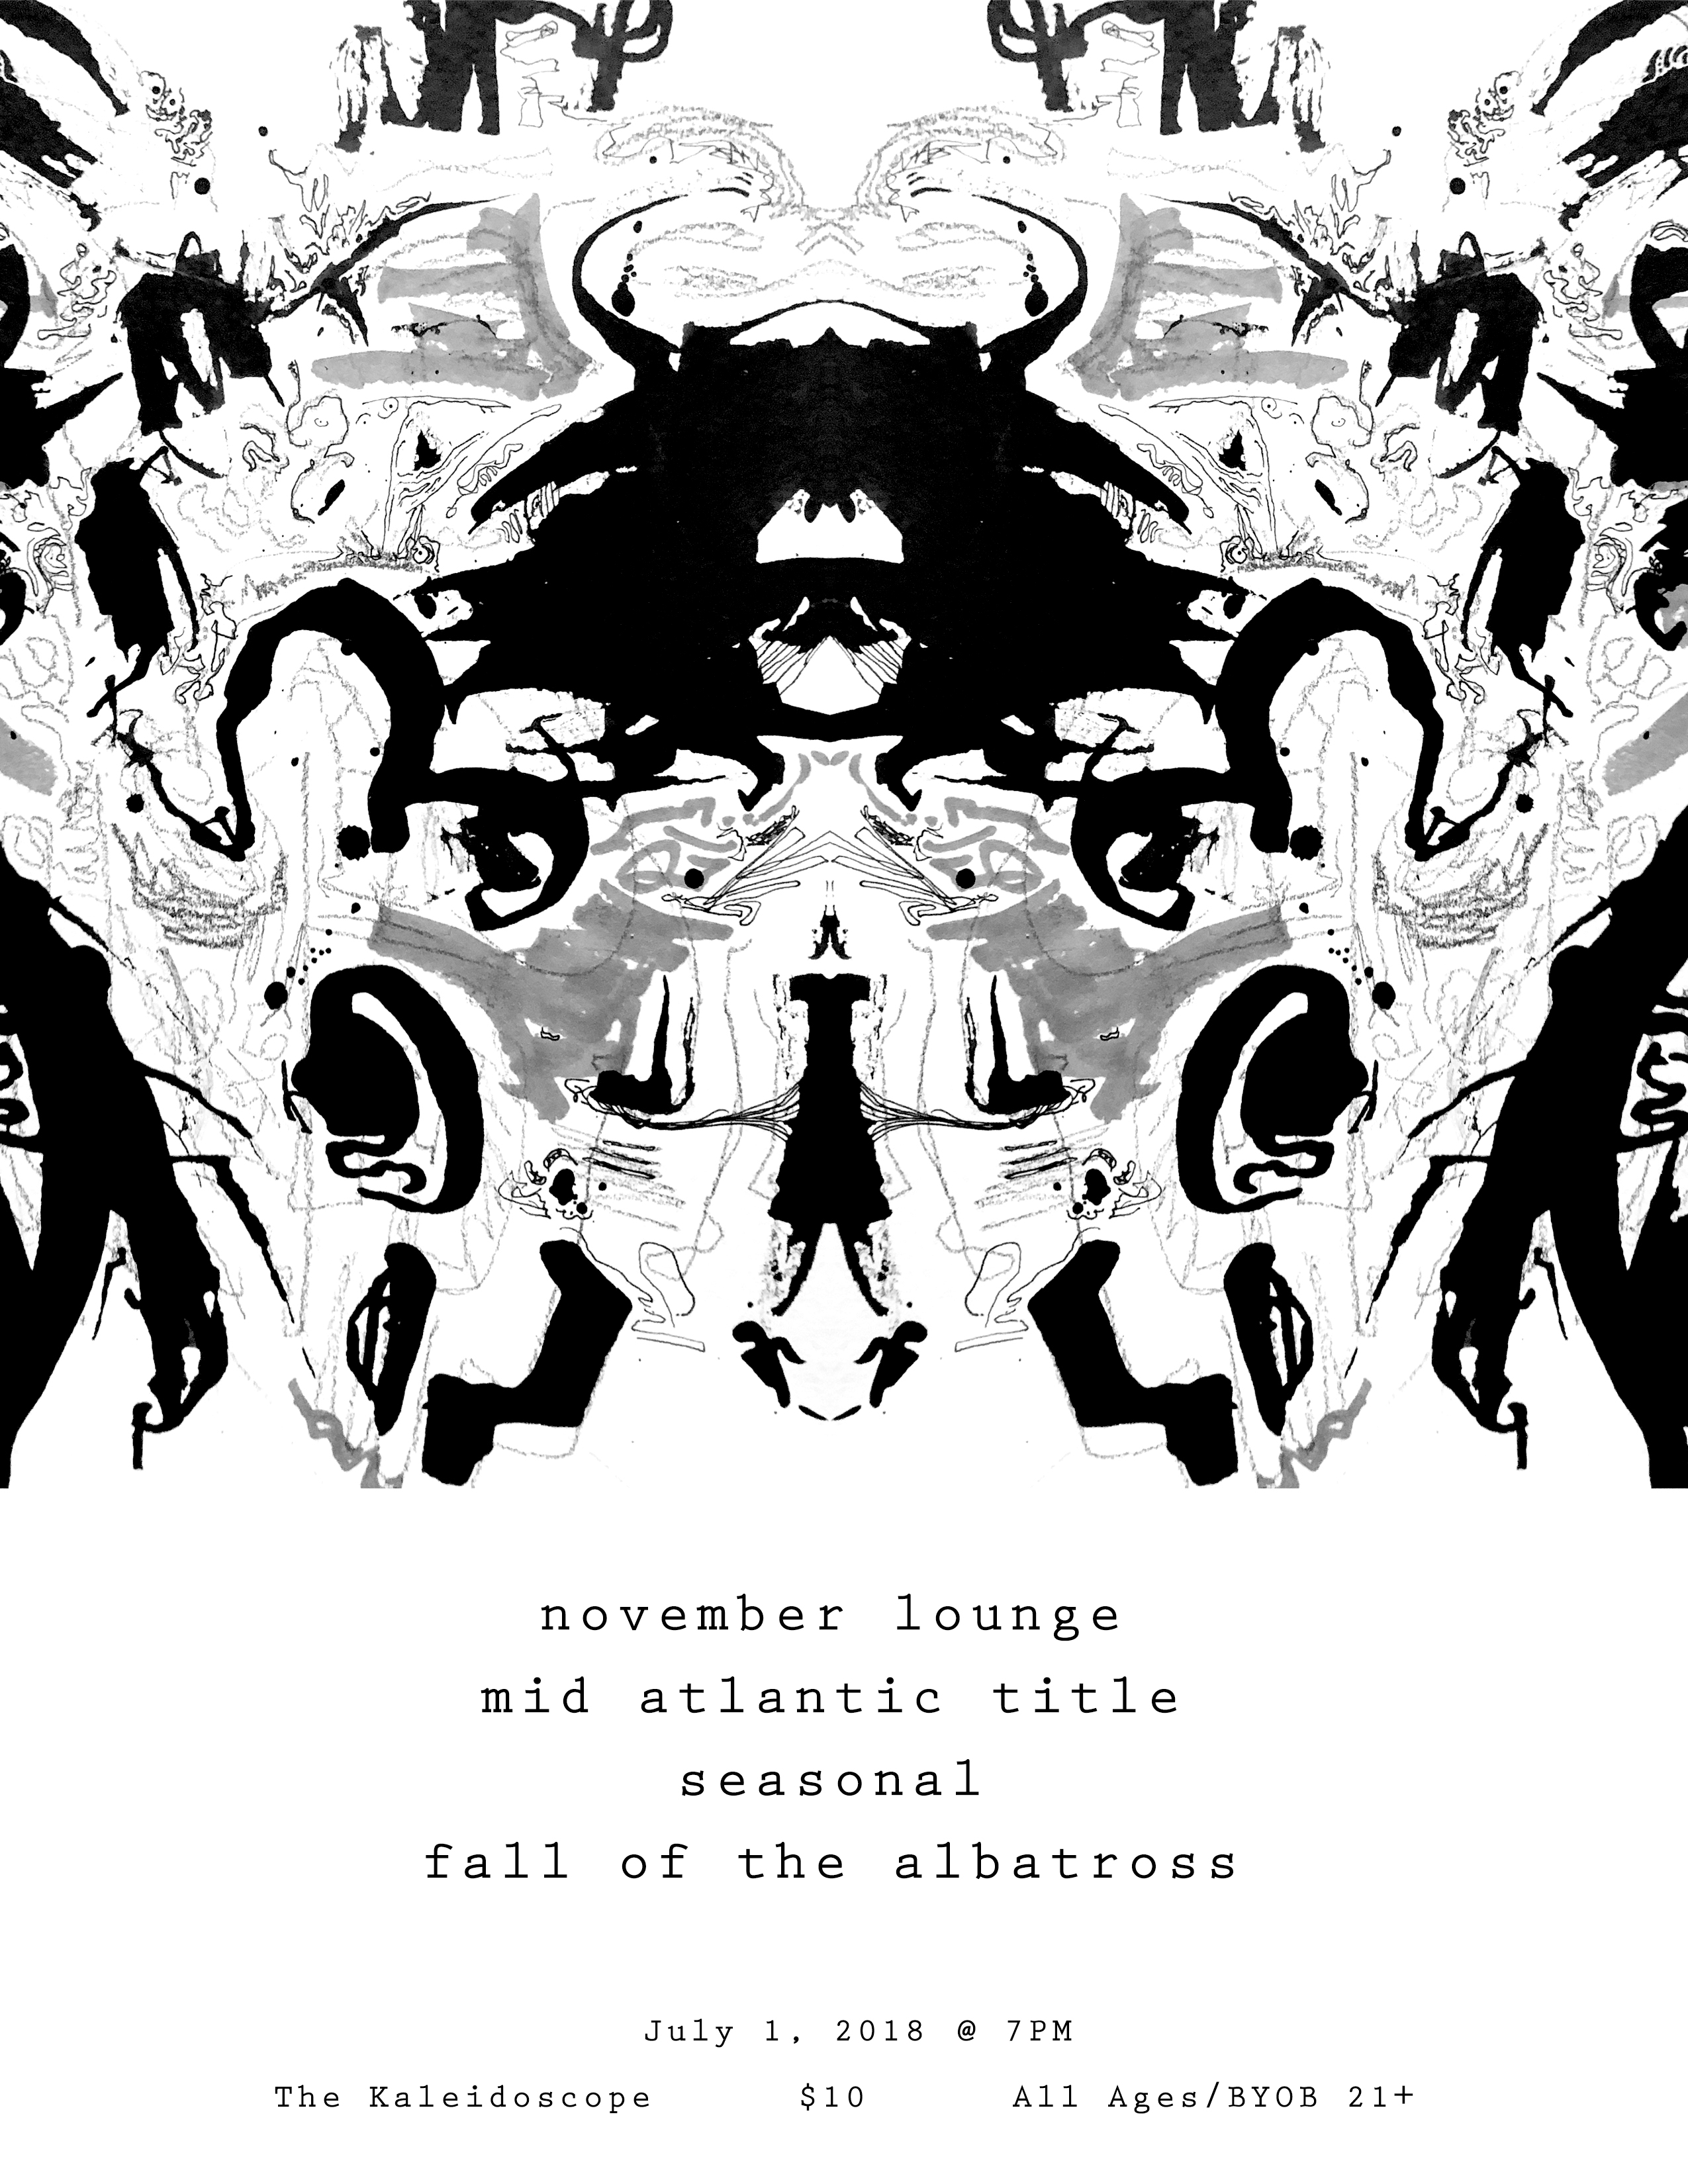 november lounge
mid atlantic title
seasonal
fall of the albatross
July 1, 2018 @ 7PM
The Kaleidoscope $10 All Ages/BYOB 21+